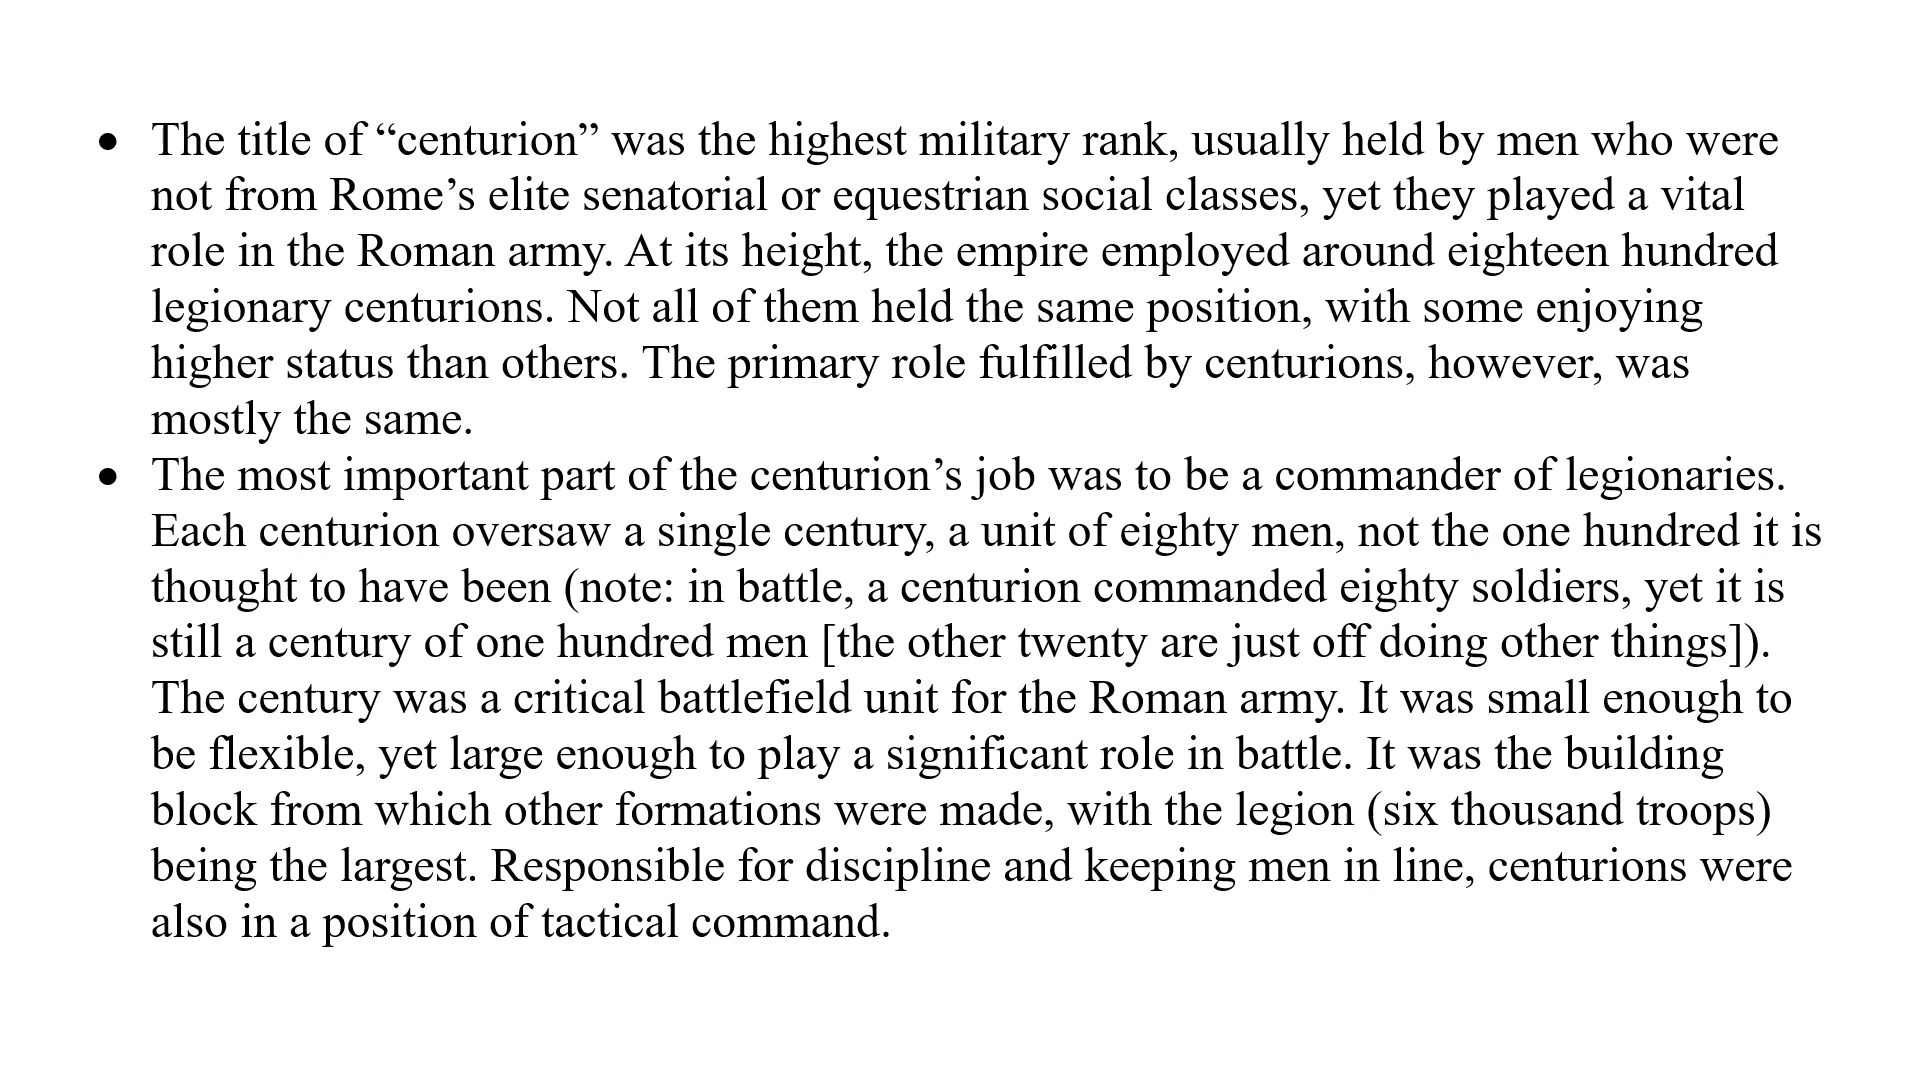 • The title of “centurion” was the highest military rank, usually held by men who were
not from Rome’s elite senatorial or equestrian social classes, yet they played a vital
role in the Roman army. At its height, the empire employed around eighteen hundred
legionary centurions. Not all of them held the same position, with some enjoying
higher status than others. The primary role fulfilled by centurions, however, was
mostly the same.
• The most important part of the centurion’s job was to be a commander of legionaries.
Each centurion oversaw a single century, a unit of eighty men, not the one hundred it is
thought to have been (note: in battle, a centurion commanded eighty soldiers, yet it is
still a century of one hundred men [the other twenty are just off doing other things]).
The century was a critical battlefield unit for the Roman army. It was small enough to
be flexible, yet large enough to play a significant role in battle. It was the building
block from which other formations were made, with the legion (six thousand troops)
being the largest. Responsible for discipline and keeping men in line, centurions were
also in a position of tactical command.